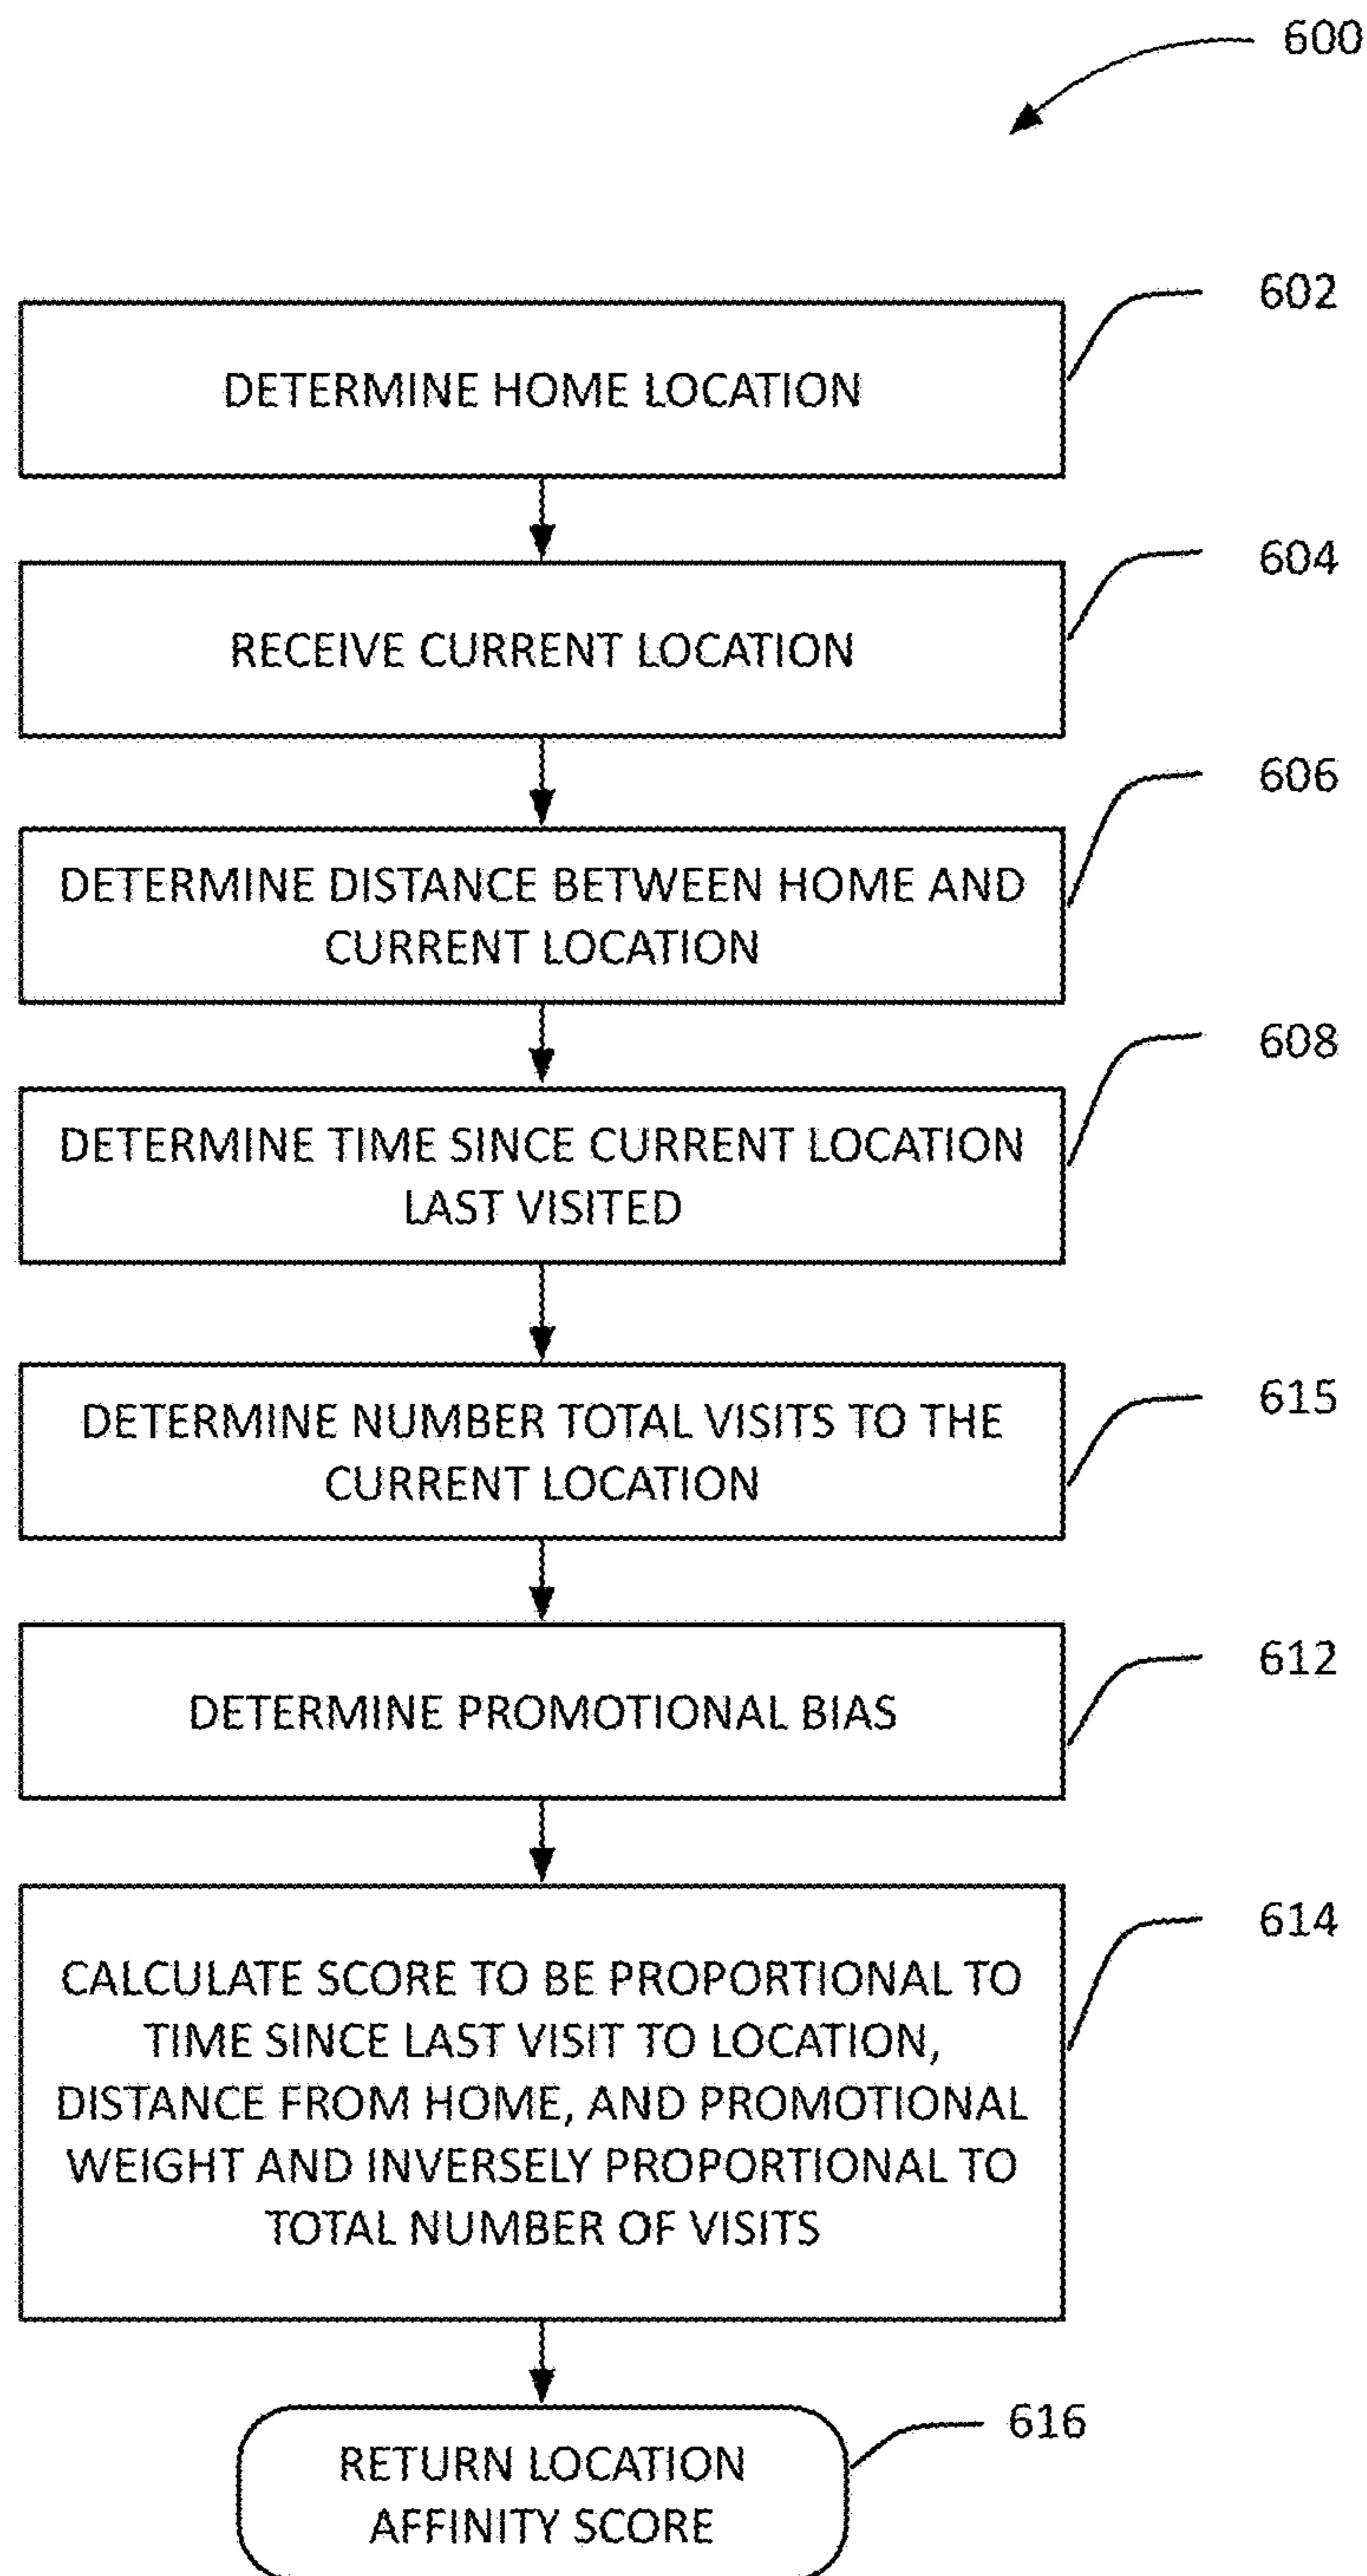 600
602
DETERMINE HOME LOCATION
604
RECEIVE CURRENT LOCATION
606
DETERMINE DISTANCE BETWEEN HOME AND
CURRENT LOCATION
608
DETERMINE TIME SINCE CURRENT LOCATION
LAST VISITED
615
DETERMINE NUMBER TOTAL VISITS TO THE
CURRENT LOCATION
612
DETERMINE PROMOTIONAL BIAS
614
CALCULATE SCORE TO BE PROPORTIONAL TO
TIME SINCE LAST VISIT TO LOCATION,
DISTANCE FROM HOME, AND PROMOTIONAL
WEIGHT AND INVERSELY PROPORTIONAL TO
TOTAL NUMBER OF VISITS
616
RETURN LOCATION
AFFINITY SCORE